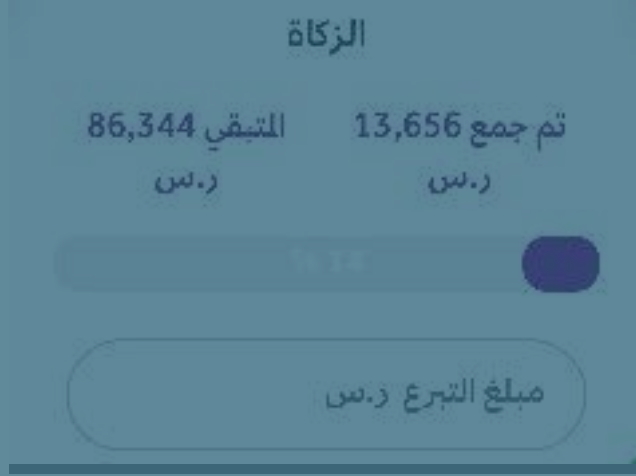 الزكاة
تم جمع 13,656 المتبقي 86,344
ر.س ر.س
مبلغ التبرع ر.س